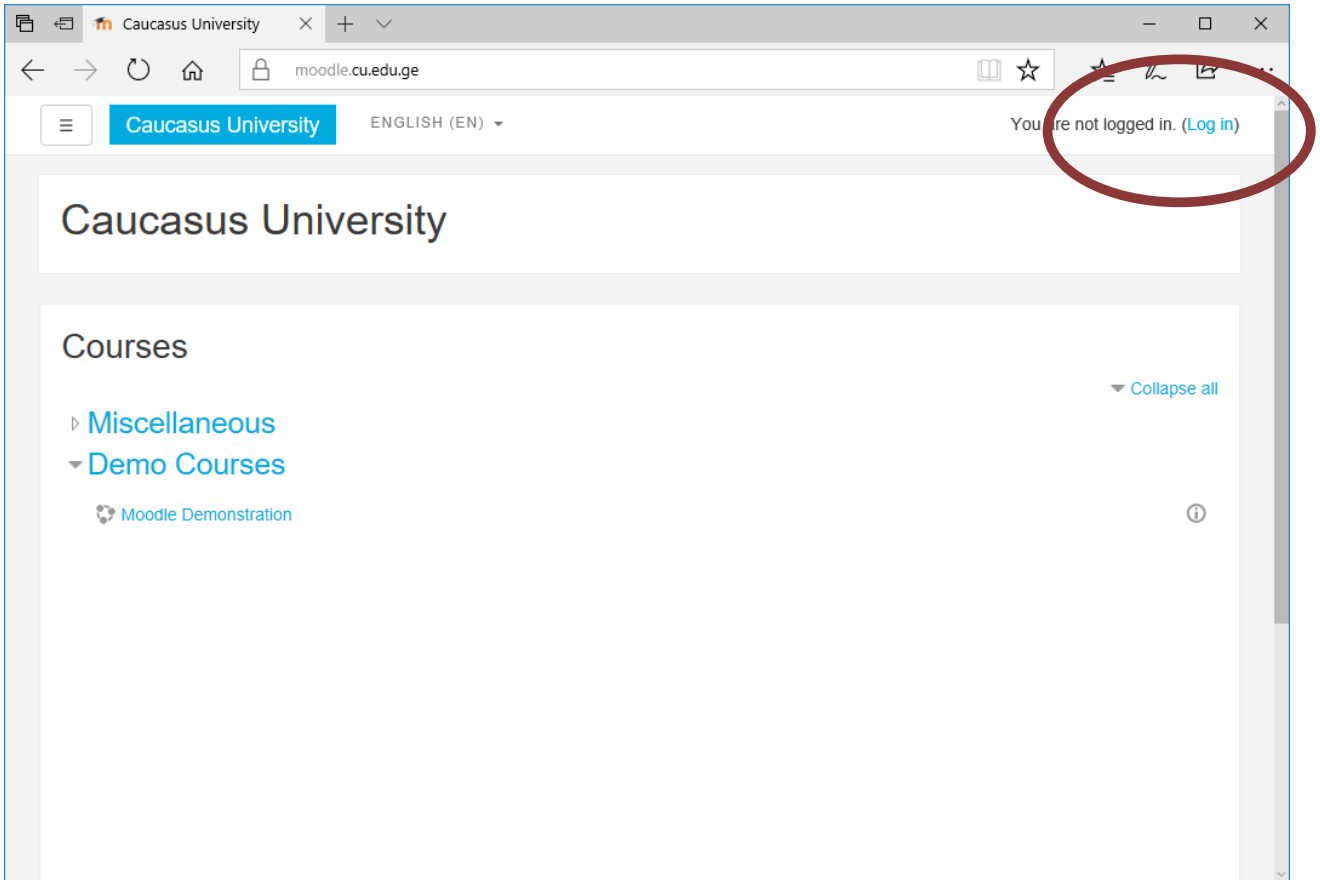 Caucasus University
moodle.cu.edu.ge
Caucasus University ENGLISH (EN) You are not logged in. (Log in)
Caucasus University
Courses
Collapse all
Miscellaneous
Demo Courses
Moodle Demonstration